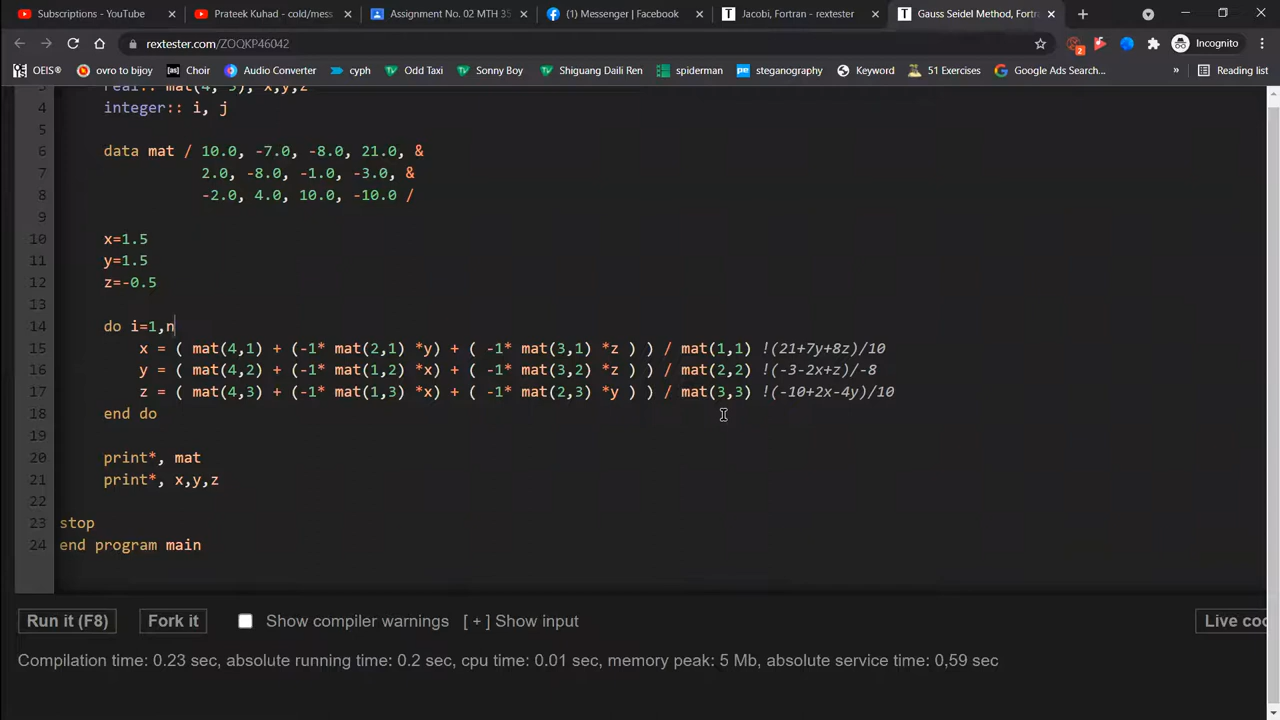 Subscriptions - YouTube
Prateek Kuhad - cold/mess
Assignment No. 02 MTH 35
(1) Messenger | Facebook
Jacobi, Fortran - rextester
Gauss Seidel Method, Fortr
rextester.com/ZOQKP46042
2
Incognito
OEIS®
ovro to bijoy
Choir
Audio Converter
cyph
Odd Taxi
Sonny Boy
Shiguang Daili Ren
spiderman
steganography
Keyword
51 Exercises
Google Ads Search...
»
Reading list
3 real:: mat(4, 3), x,y,z
4 integer:: i, j
5
6 data mat / 10.0, -7.0, -8.0, 21.0, &
7 2.0, -8.0, -1.0, -3.0, &
8 -2.0, 4.0, 10.0, -10.0 /
9
10 x=1.5
11 y=1.5
12 z=-0.5
13
14 do i=1,n
15 x = ( mat(4,1) + (-1* mat(2,1) *y) + ( -1* mat(3,1) *z ) ) / mat(1,1) !(21+7y+8z)/10
16 y = ( mat(4,2) + (-1* mat(1,2) *x) + ( -1* mat(3,2) *z ) ) / mat(2,2) !(-3-2x+z)/-8
17 z = ( mat(4,3) + (-1* mat(1,3) *x) + ( -1* mat(2,3) *y ) ) / mat(3,3) !(-10+2x-4y)/10
18 end do
19
20 print*, mat
21 print*, x,y,z
22
23 stop
24 end program main
Run it (F8)
Fork it
Show compiler warnings
[ + ] Show input
Live coo
Compilation time: 0.23 sec, absolute running time: 0.2 sec, cpu time: 0.01 sec, memory peak: 5 Mb, absolute service time: 0,59 sec